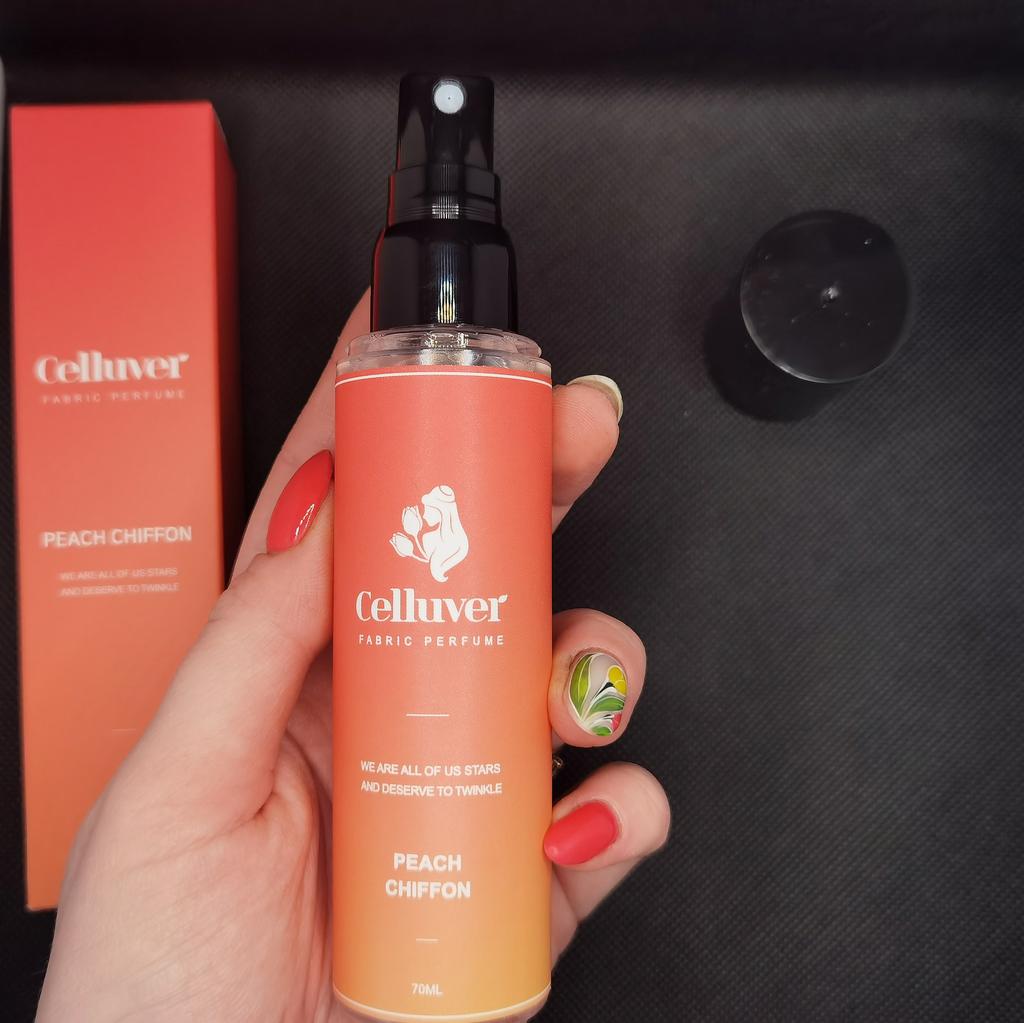 Celluver
FABRIC PERFUME
PEACH CHIFFON
WE ARE ALL OF US STARS
AND DESERVE TO TWINKLE
Celluver
FABRIC PERFUME
WE ARE ALL OF US STARS
AND DESERVE TO TWINKLE
PEACH
CHIFFON
70ML